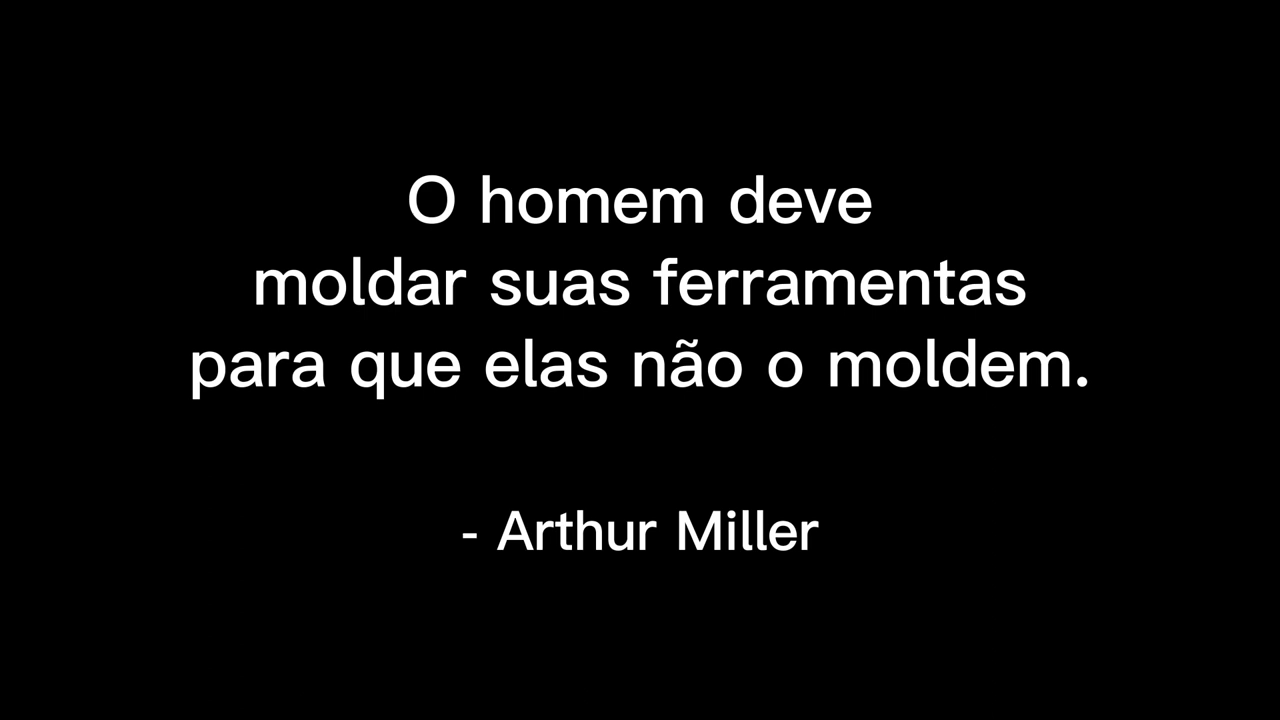 O homem deve
moldar suas ferramentas
para que elas não o moldem.
- Arthur Miller